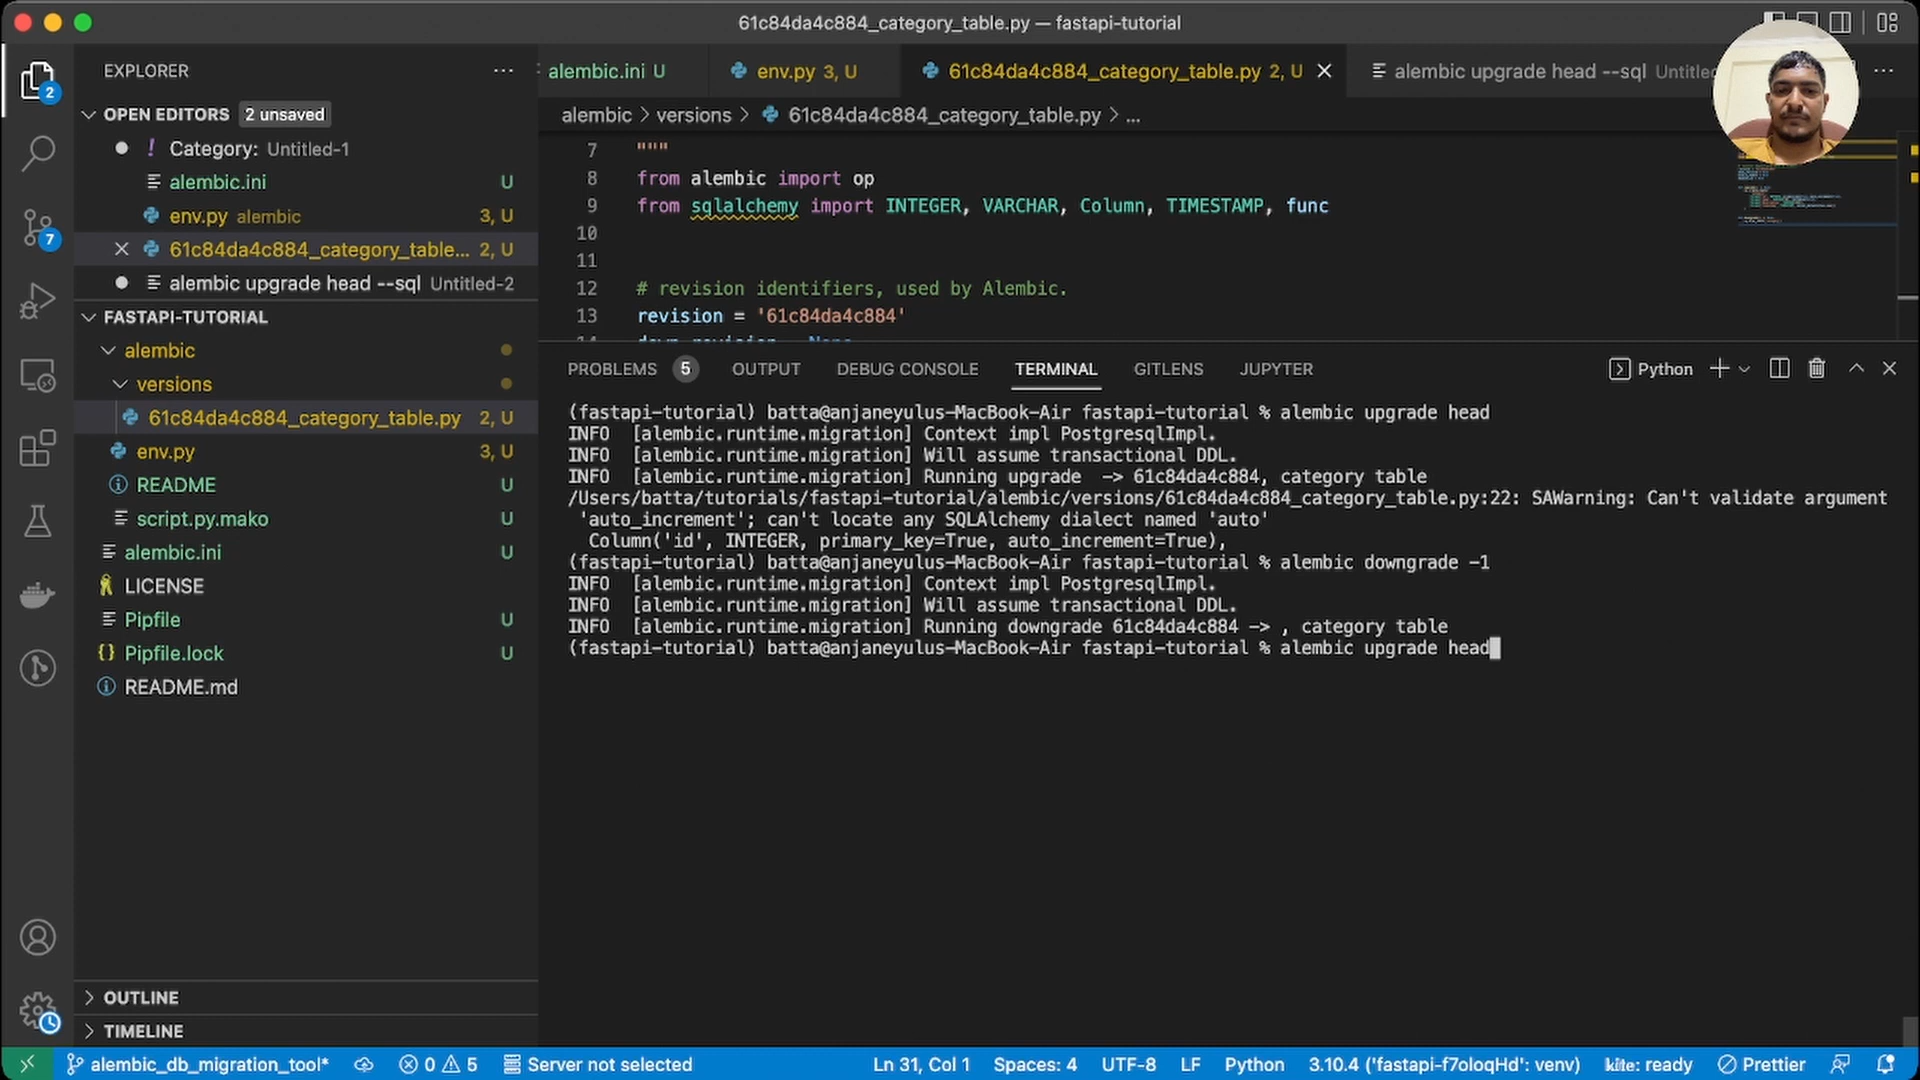 61c84da4c884_category_table.py — fastapi-tutorial
EXPLORER
OPEN EDITORS 2 unsaved
Category: Untitled-1
alembic.ini U
env.py alembic 3, U
61c84da4c884_category_table... 2, U
alembic upgrade head --sql Untitled-2
FASTAPI-TUTORIAL
alembic
versions
61c84da4c884_category_table.py 2, U
env.py 3, U
README U
script.py.mako U
alembic.ini U
LICENSE
Pipfile U
Pipfile.lock U
README.md
OUTLINE
TIMELINE
2
7
alembic.ini U
env.py 3, U
61c84da4c884_category_table.py 2, U
alembic upgrade head --sql
alembic > versions > 61c84da4c884_category_table.py > ...
7 """
8 from alembic import op
9 from sqlalchemy import INTEGER, VARCHAR, Column, TIMESTAMP, func
10
11
12 # revision identifiers, used by Alembic.
13 revision = '61c84da4c884'
PROBLEMS 5 OUTPUT DEBUG CONSOLE TERMINAL GITLENS JUPYTER Python
(fastapi-tutorial) batta@anjaneyulus-MacBook-Air fastapi-tutorial % alembic upgrade head
INFO [alembic.runtime.migration] Context impl PostgresqlImpl.
INFO [alembic.runtime.migration] Will assume transactional DDL.
INFO [alembic.runtime.migration] Running upgrade -> 61c84da4c884, category table
/Users/batta/tutorials/fastapi-tutorial/alembic/versions/61c84da4c884_category_table.py:22: SAWarning: Can't validate argument
'auto_increment'; can't locate any SQLAlchemy dialect named 'auto'
Column('id', INTEGER, primary_key=True, auto_increment=True),
(fastapi-tutorial) batta@anjaneyulus-MacBook-Air fastapi-tutorial % alembic downgrade -1
INFO [alembic.runtime.migration] Context impl PostgresqlImpl.
INFO [alembic.runtime.migration] Will assume transactional DDL.
INFO [alembic.runtime.migration] Running downgrade 61c84da4c884 -> , category table
(fastapi-tutorial) batta@anjaneyulus-MacBook-Air fastapi-tutorial % alembic upgrade head
alembic_db_migration_tool* 0 5 Server not selected Ln 31, Col 1 Spaces: 4 UTF-8 LF Python 3.10.4 ('fastapi-f7oloqHd': venv) kite: ready Prettier